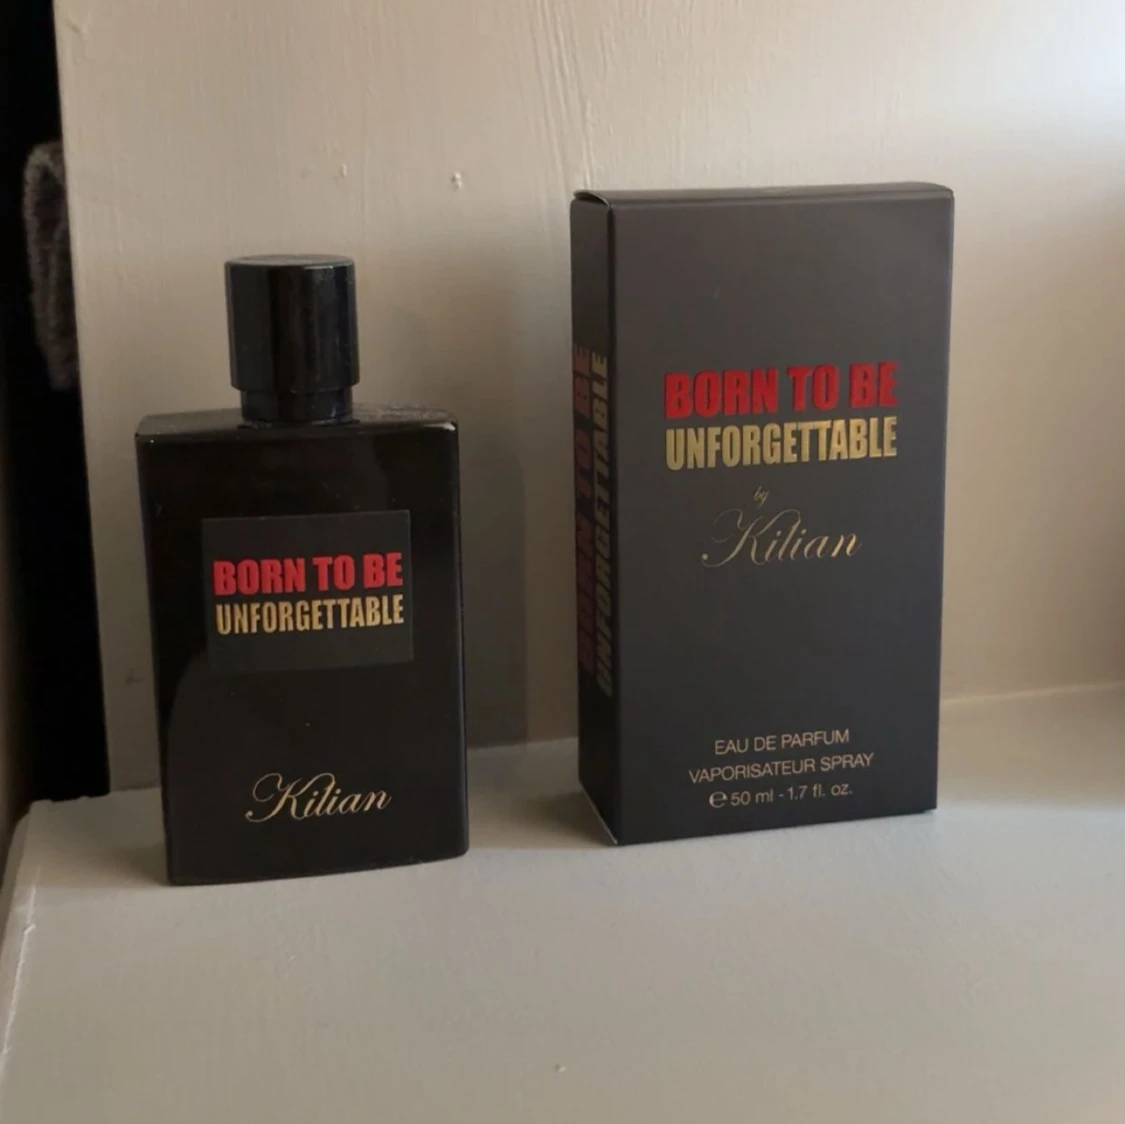 BORN TO BE
UNFORGETTABLE
Kilian
BORN TO BE
UNFORGETTABLE
BORN TO BE
UNFORGETTABLE
by
Kilian
EAU DE PARFUM
VAPORISATEUR SPRAY
℮ 50 ml - 1.7 fl. oz.